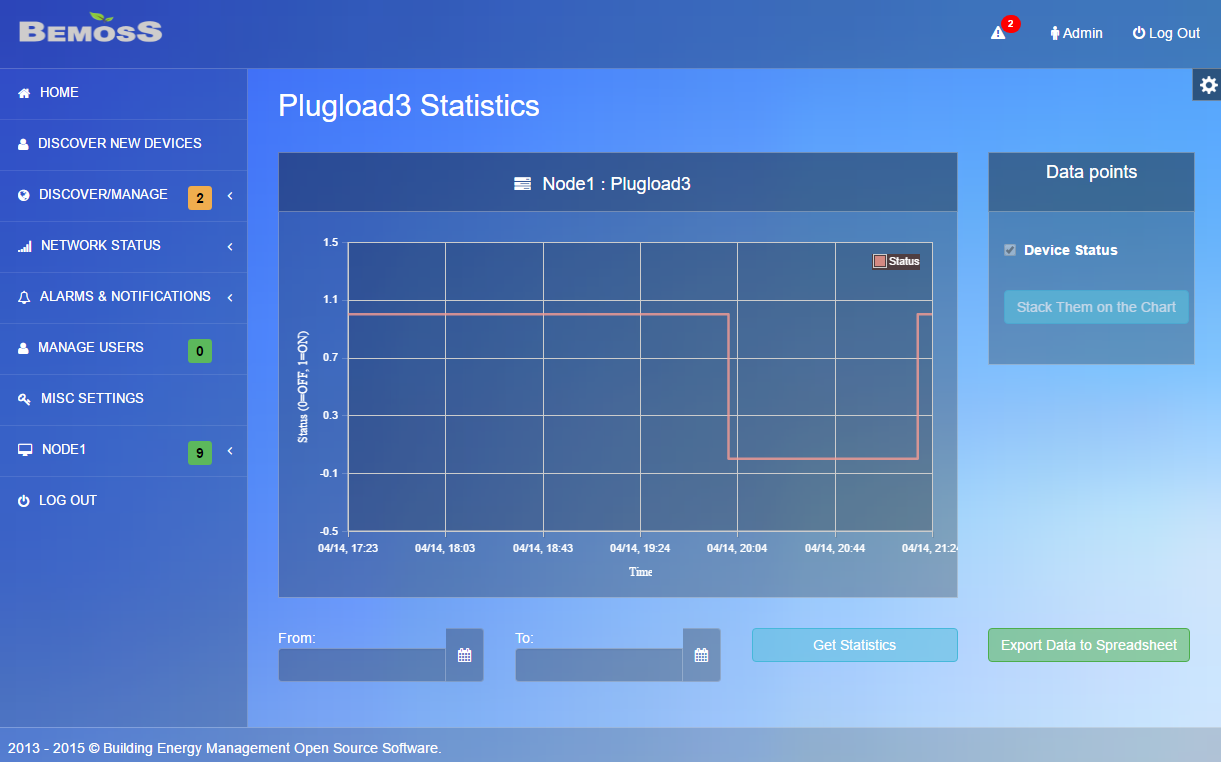 BEMOSS
2
Admin
Log Out
HOME
DISCOVER NEW DEVICES
DISCOVER/MANAGE 2
NETWORK STATUS
ALARMS & NOTIFICATIONS
MANAGE USERS 0
MISC SETTINGS
NODE1 9
LOG OUT
Plugload3 Statistics
Node1 : Plugload3
Status
1.5
1.1
0.7
0.3
-0.1
-0.5
Status (0=OFF, 1=ON)
04/14, 17:23 04/14, 18:03 04/14, 18:43 04/14, 19:24 04/14, 20:04 04/14, 20:44 04/14, 21:24
Time
Data points
Device Status
Stack Them on the Chart
From:
To:
Get Statistics
Export Data to Spreadsheet
2013 - 2015 © Building Energy Management Open Source Software.